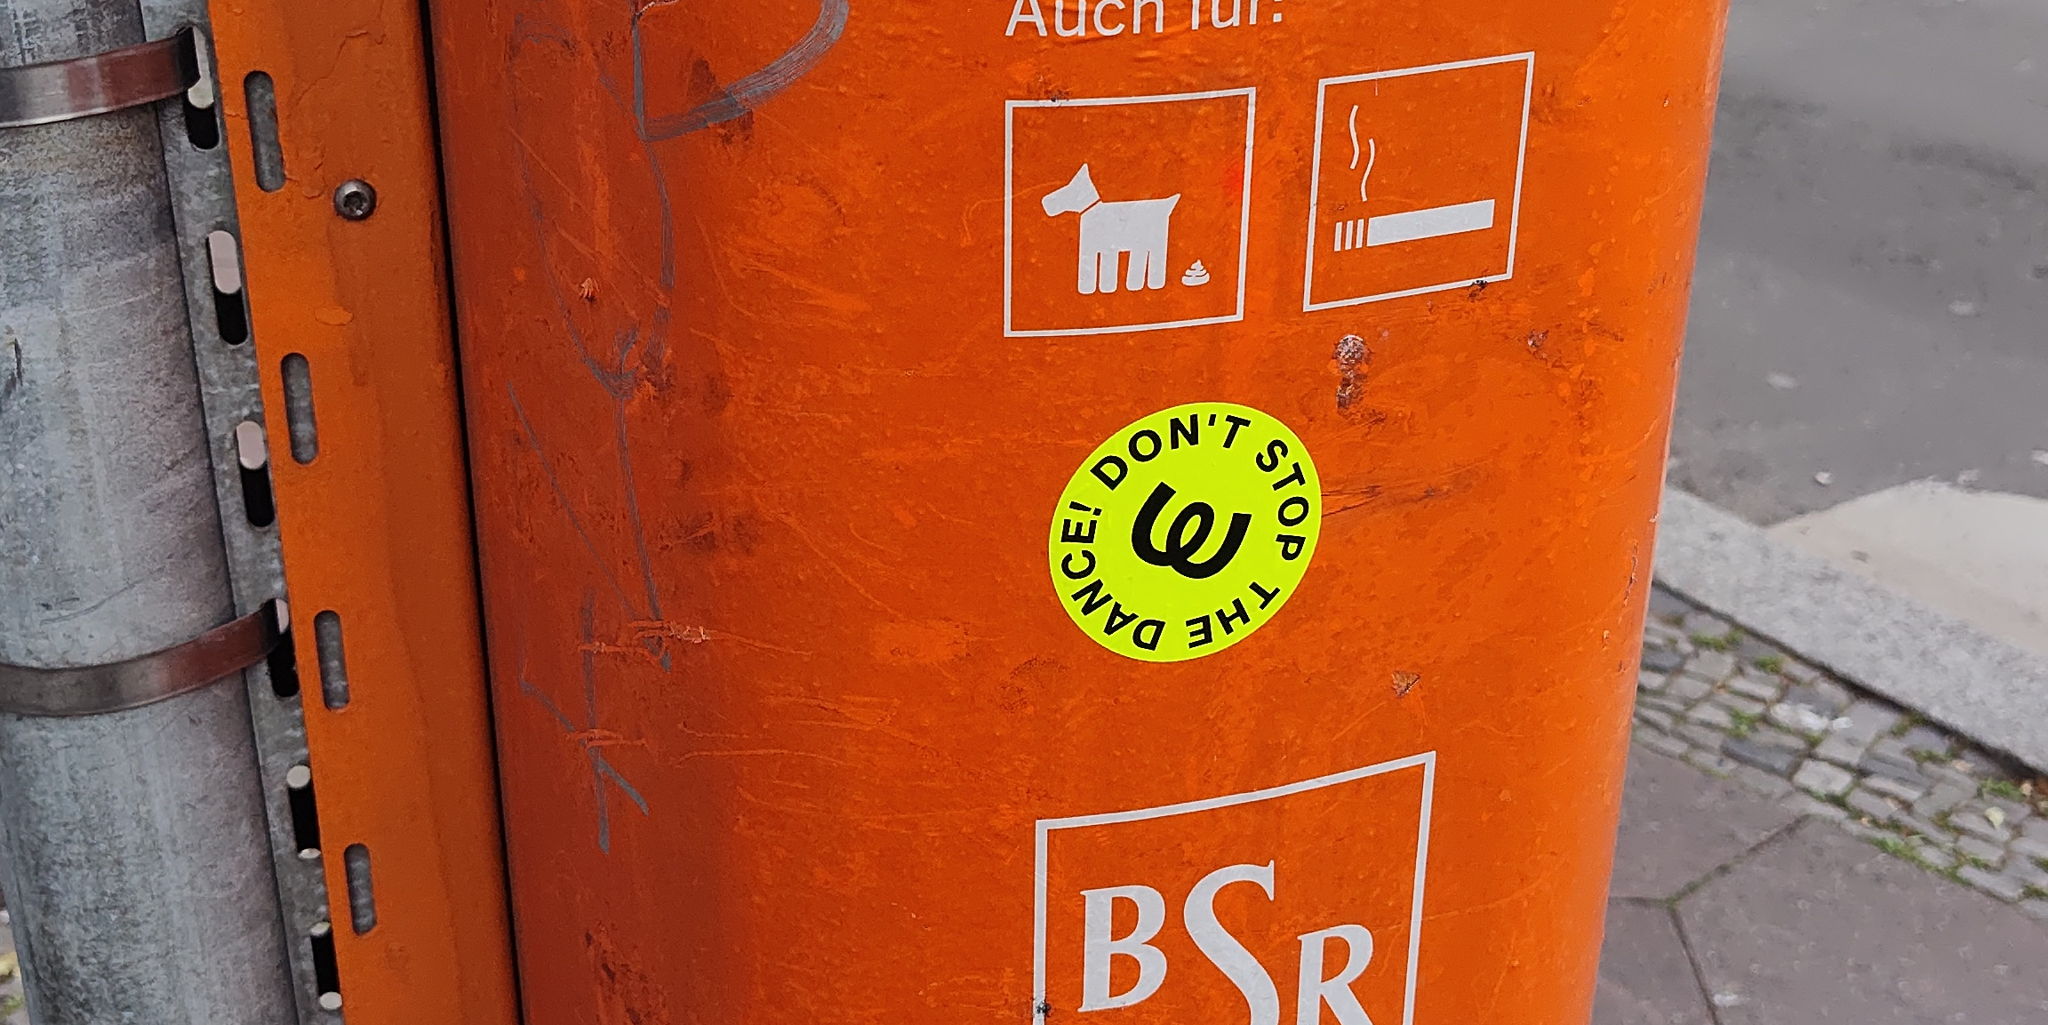 Auch für:
DON'T STOP THE DANCE!
W
BSR